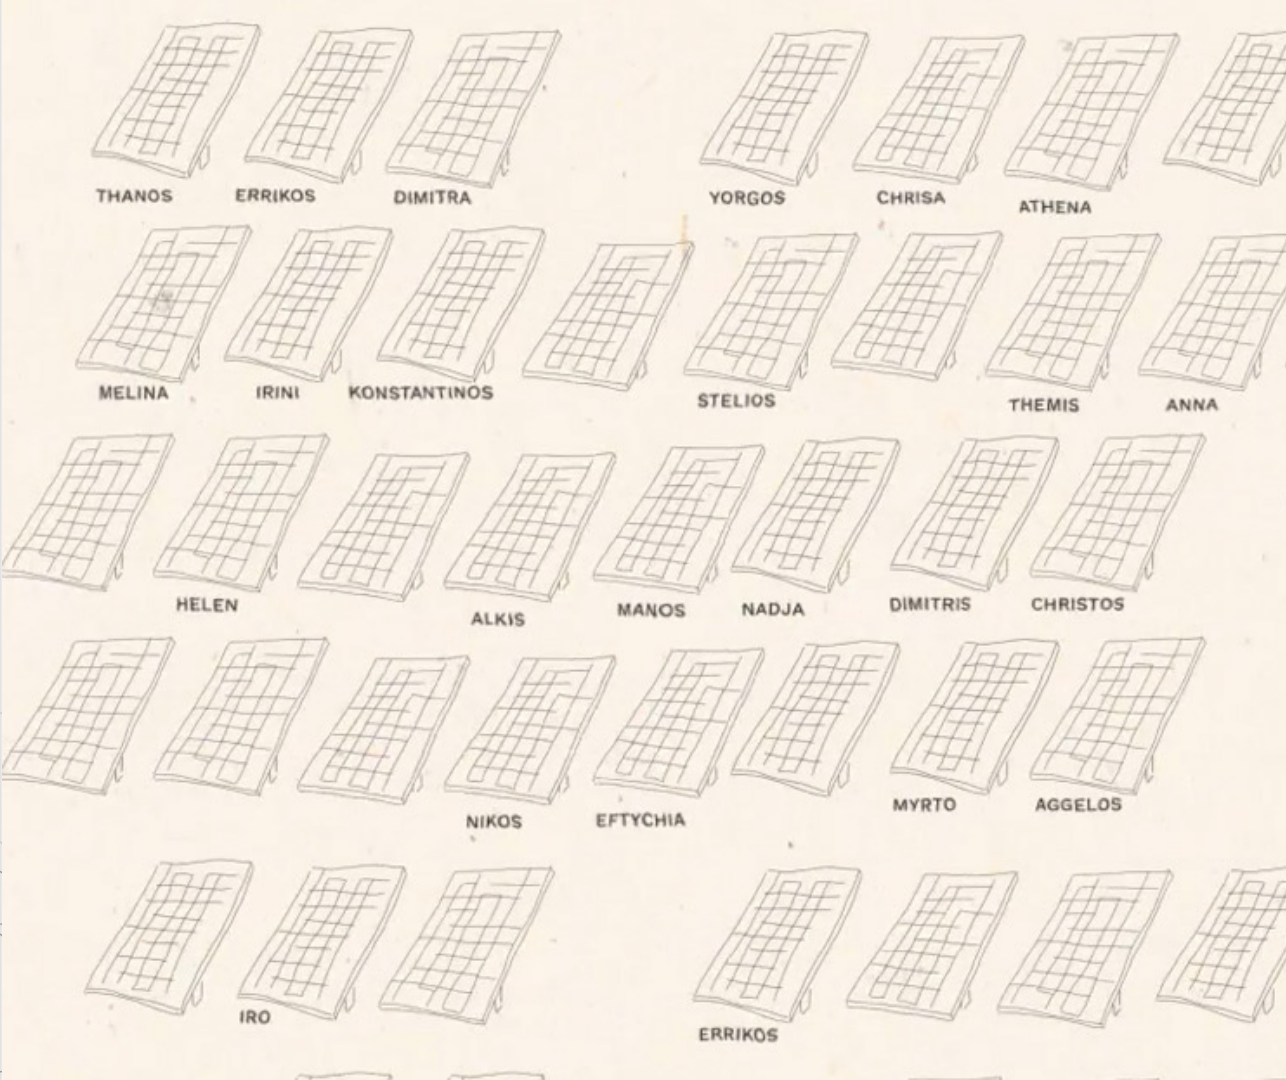 THANOS
ERRIKOS
DIMITRA
YORGOS
CHRISA
ATHENA
MELINA
IRINI
KONSTANTINOS
STELIOS
THEMIS
ANNA
HELEN
ALKIS
MANOS
NADJA
DIMITRIS
CHRISTOS
NIKOS
EFTYCHIA
MYRTO
AGGELOS
IRO
ERRIKOS